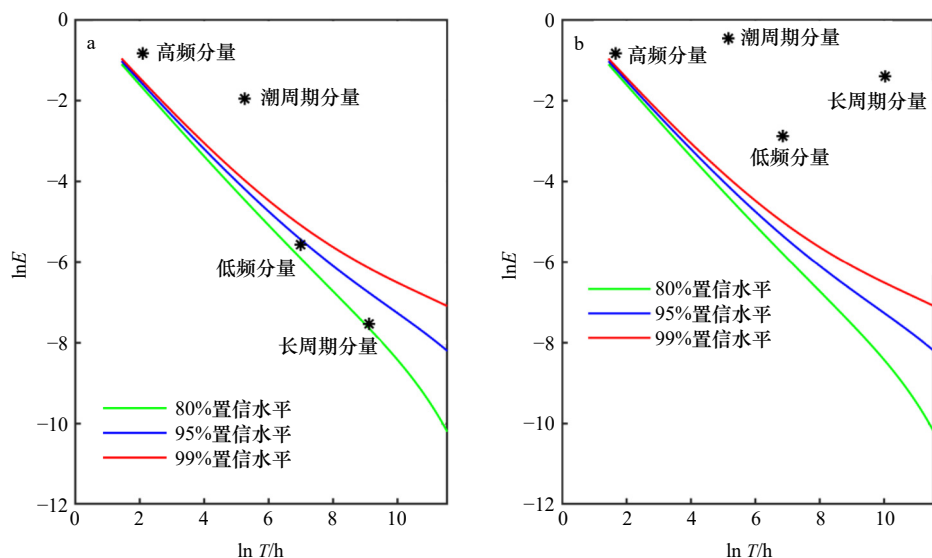 0
−2
−4
−6
−8
−10
−12
lnE
a
高频分量
潮周期分量
低频分量
长周期分量
80%置信水平
95%置信水平
99%置信水平
0 2 4 6 8 10
ln T/h
0
−2
−4
−6
−8
−10
−12
lnE
b
高频分量
潮周期分量
长周期分量
低频分量
80%置信水平
95%置信水平
99%置信水平
0 2 4 6 8 10
ln T/h